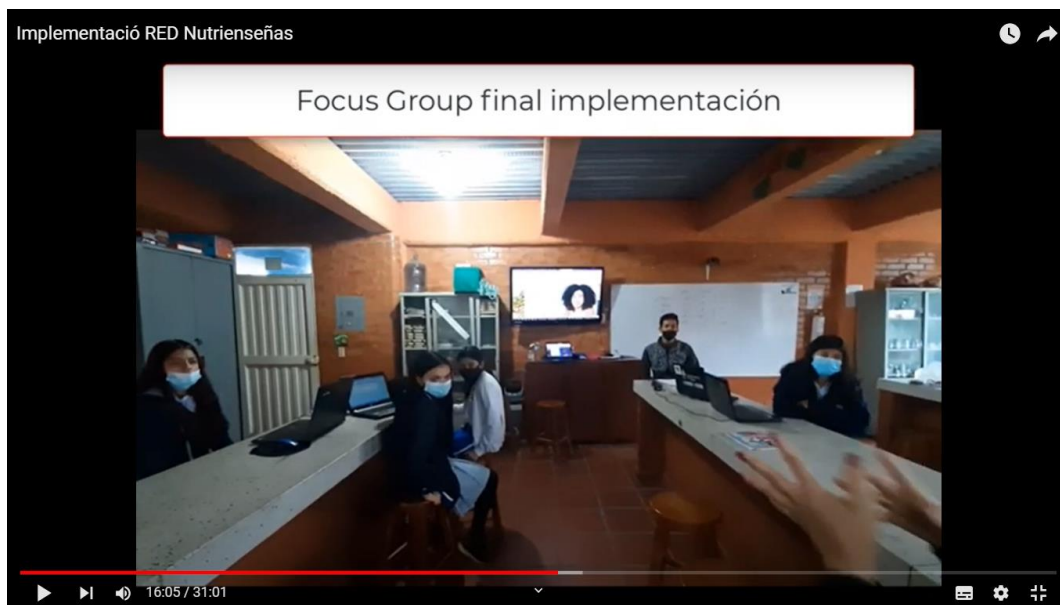 Implementació RED Nutrienseñas
Focus Group final implementación
16:05 / 31:01